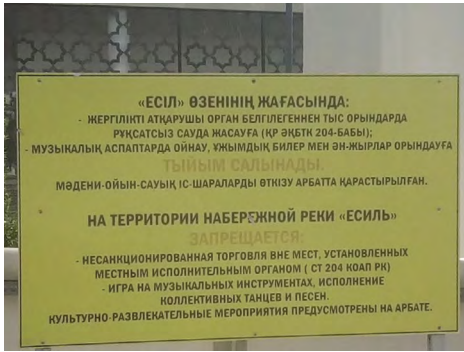 «ЕСІЛ» ӨЗЕНІНІҢ ЖАҒАСЫНДА:
- ЖЕРГІЛІКТІ АТҚАРУШЫ ОРГАН БЕЛГІЛЕГЕННЕН ТЫС ОРЫНДАРДА
РҰҚСАТСЫЗ САУДА ЖАСАУҒА (ҚР ӘҚБТК 204-БАБЫ);
- МУЗЫКАЛЫҚ АСПАПТАРДА ОЙНАУ, ҰЖЫМДЫҚ БИЛЕР МЕН ӘН-ЖЫРЛАР ОРЫНДАУҒА
ТЫЙЫМ САЛЫНАДЫ.
МӘДЕНИ-ОЙЫН-САУЫҚ ІС-ШАРАЛАРДЫ ӨТКІЗУ АРБАТТА ҚАРАСТЫРЫЛҒАН.
НА ТЕРРИТОРИИ НАБЕРЕЖНОЙ РЕКИ «ЕСИЛЬ»
ЗАПРЕЩАЕТСЯ:
- НЕСАНКЦИОНИРОВАННАЯ ТОРГОВЛЯ ВНЕ МЕСТ, УСТАНОВЛЕННЫХ
МЕСТНЫМ ИСПОЛНИТЕЛЬНЫМ ОРГАНОМ ( СТ 204 КОАП РК)
- ИГРА НА МУЗЫКАЛЬНЫХ ИНСТРУМЕНТАХ, ИСПОЛНЕНИЕ
КОЛЛЕКТИВНЫХ ТАНЦЕВ И ПЕСЕН.
КУЛЬТУРНО-РАЗВЛЕКАТЕЛЬНЫЕ МЕРОПРИЯТИЯ ПРЕДУСМОТРЕНЫ НА АРБАТЕ.